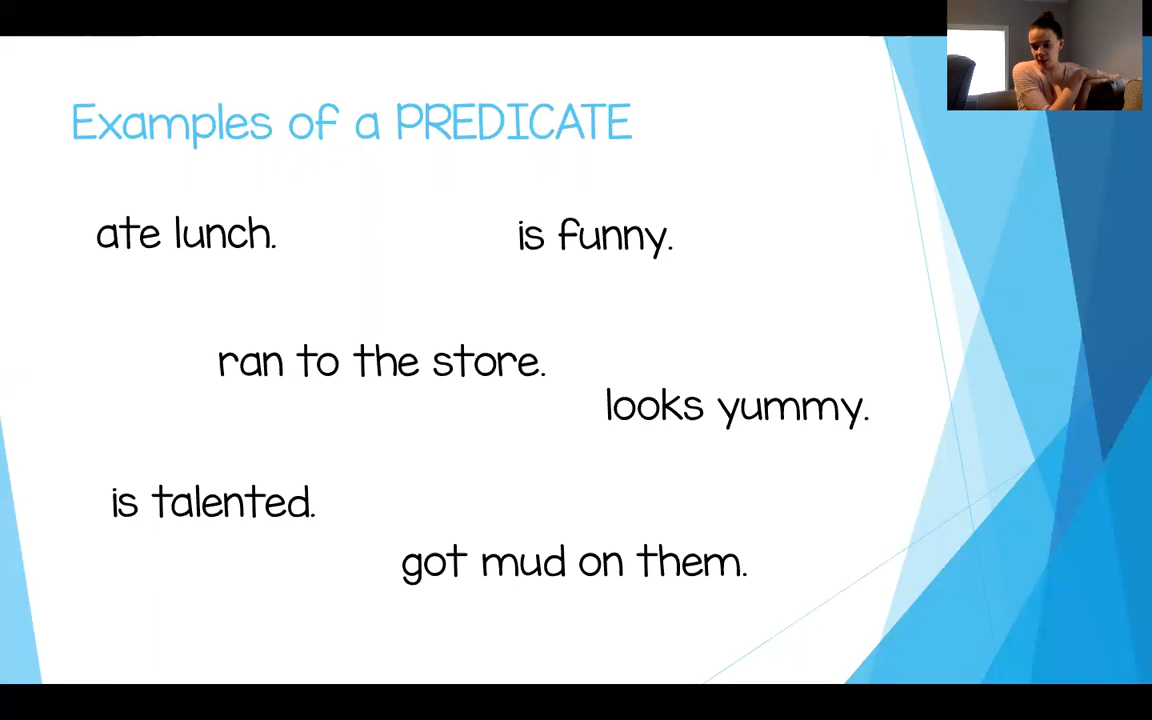 Examples of a PREDICATE
ate lunch.
is funny.
ran to the store.
looks yummy.
is talented.
got mud on them.